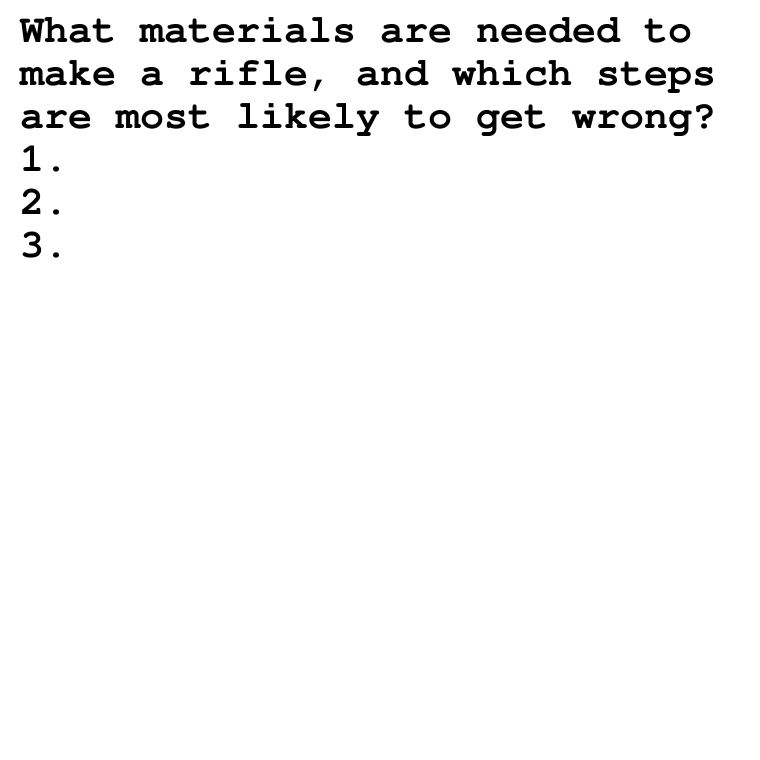 What materials are needed to
make a rifle, and which steps
are most likely to get wrong?
1.
2.
3.